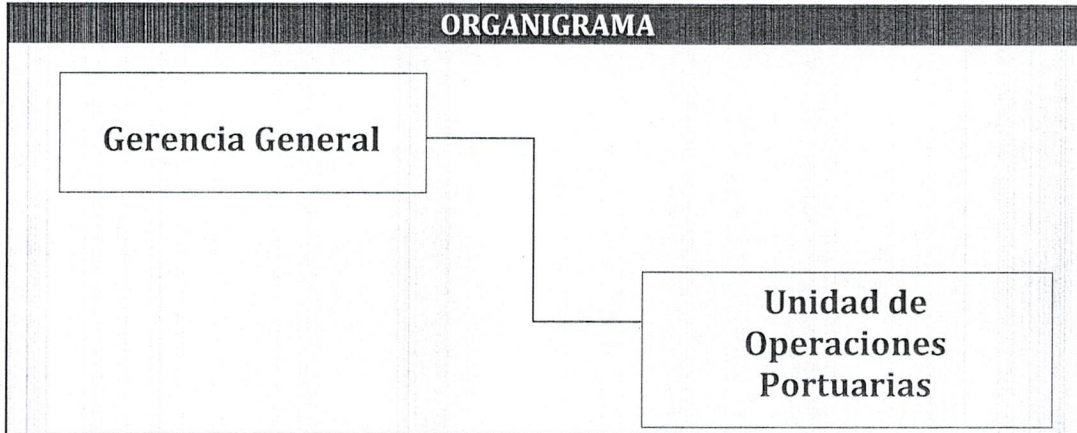 ORGANIGRAMA
Gerencia General
Unidad de
Operaciones
Portuarias